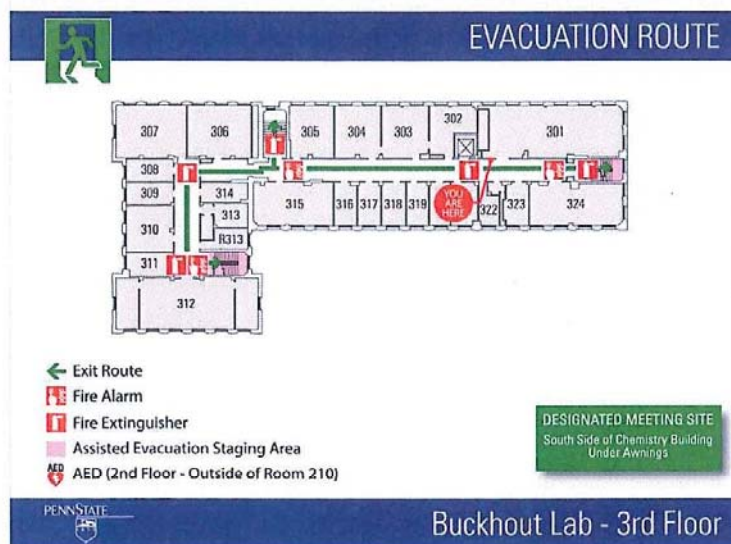 EVACUATION ROUTE
307
306
305
304
303
302
301
308
309
310
311
312
314
313
R313
315
316
317
318
319
YOU
ARE
HERE
322
323
324
Exit Route
Fire Alarm
Fire Extinguisher
Assisted Evacuation Staging Area
AED
AED (2nd Floor - Outside of Room 210)
DESIGNATED MEETING SITE
South Side of Chemistry Building
Under Awnings
PENNSTATE
Buckhout Lab - 3rd Floor